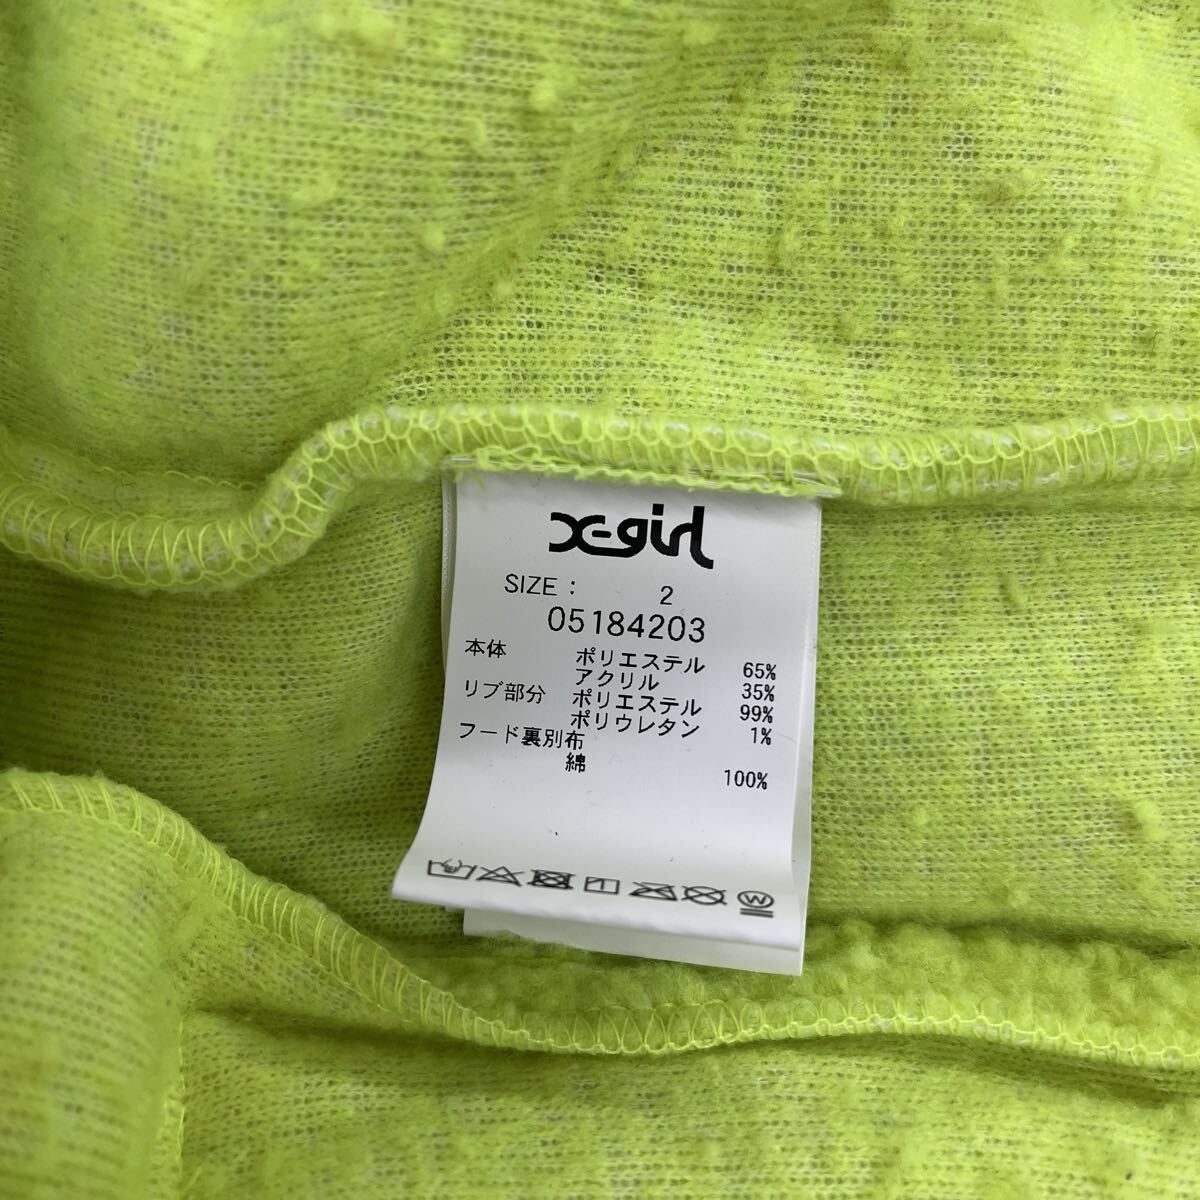 X-girl
SIZE : 2
05184203
本体 ポリエステル 65%
アクリル 35%
リブ部分 ポリエステル 99%
ポリウレタン 1%
フード裏別布
綿 100%
W